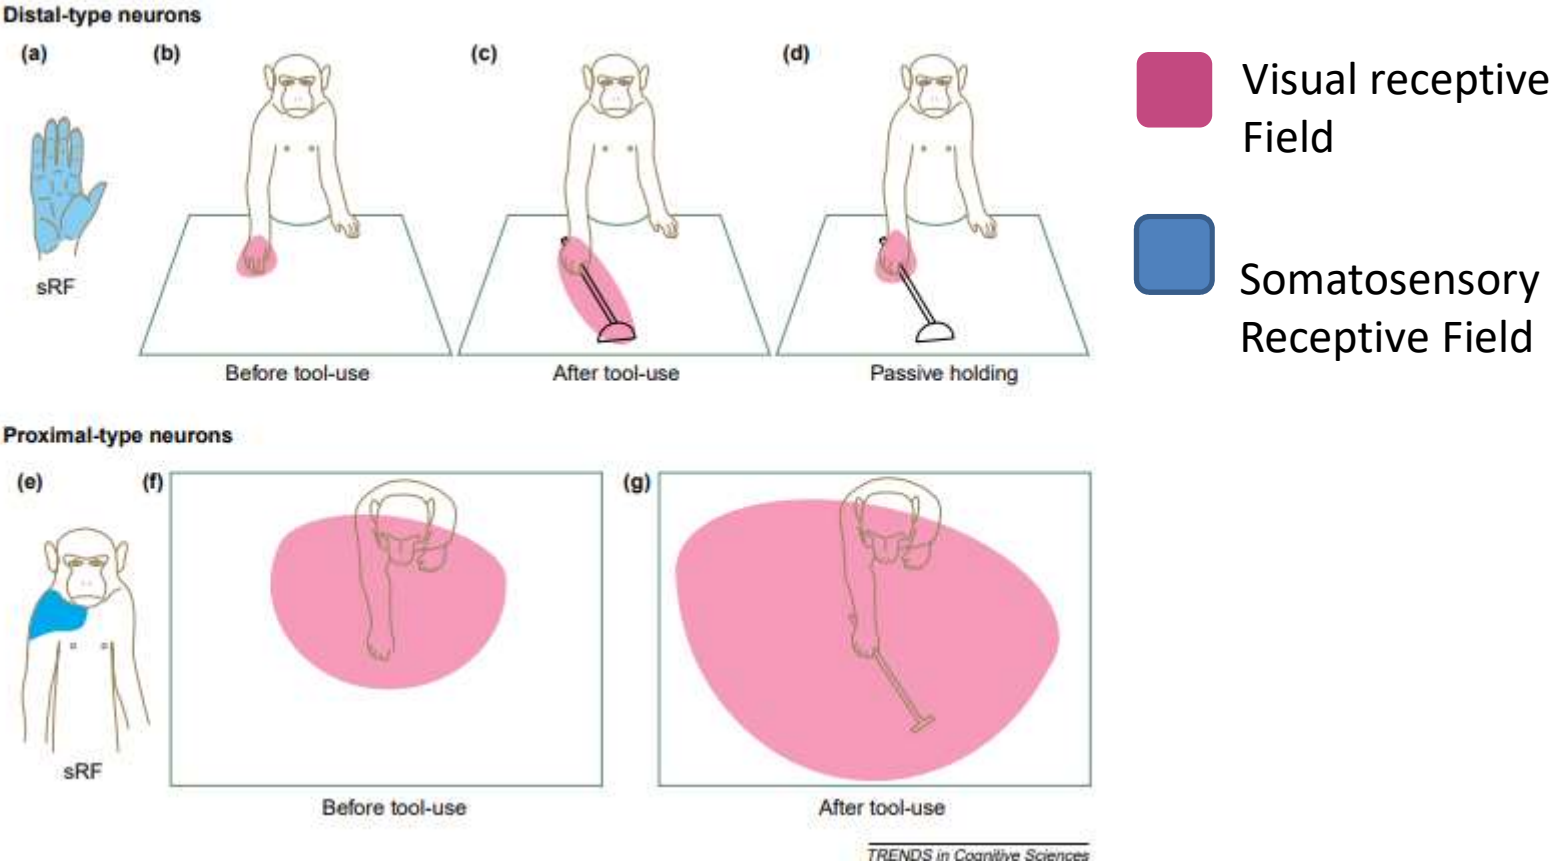 Distal-type neurons
(a)
(b)
(c)
(d)
sRF
Before tool-use
After tool-use
Passive holding
Visual receptive
Field
Somatosensory
Receptive Field
Proximal-type neurons
(e)
(f)
(g)
sRF
Before tool-use
After tool-use
TRENDS in Cognitive Sciences